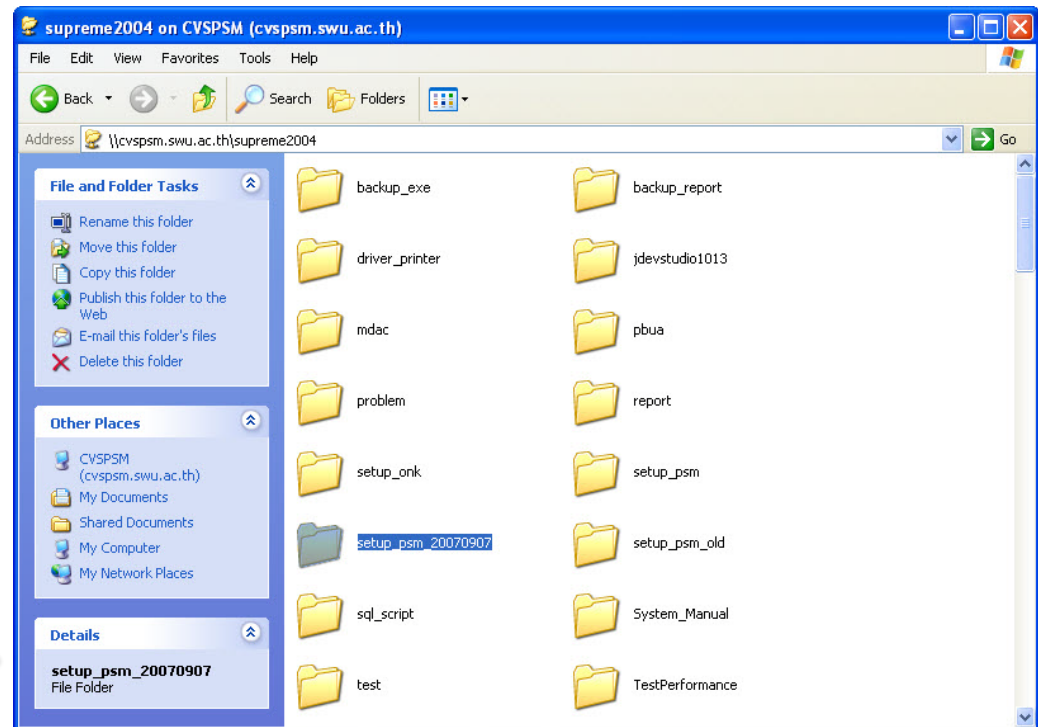 supreme2004 on CVSPSM (cvspsm.swu.ac.th)
File Edit View Favorites Tools Help
Back Search Folders
Address \\cvspsm.swu.ac.th\supreme2004 Go
File and Folder Tasks
Rename this folder
Move this folder
Copy this folder
Publish this folder to the
Web
E-mail this folder's files
Delete this folder
Other Places
CVSPSM
(cvspsm.swu.ac.th)
My Documents
Shared Documents
My Computer
My Network Places
Details
setup_psm_20070907
File Folder
backup_exe backup_report
driver_printer jdevstudio1013
mdac pbua
problem report
setup_onk setup_psm
setup_psm_20070907 setup_psm_old
sql_script System_Manual
test TestPerformance